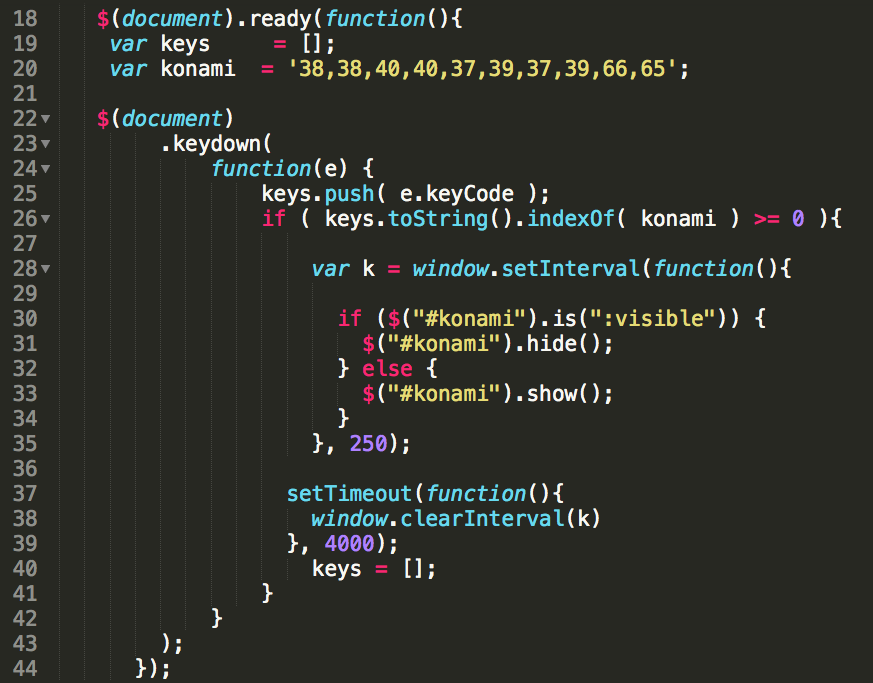 18 $(document).ready(function(){
19 var keys = [];
20 var konami = '38,38,40,40,37,39,37,39,66,65';
21
22 $(document)
23 .keydown(
24 function(e) {
25 keys.push( e.keyCode );
26 if ( keys.toString().indexOf( konami ) >= 0 ){
27
28 var k = window.setInterval(function(){
29
30 if ($("#konami").is(":visible")) {
31 $("#konami").hide();
32 } else {
33 $("#konami").show();
34 }
35 }, 250);
36
37 setTimeout(function(){
38 window.clearInterval(k)
39 }, 4000);
40 keys = [];
41 }
42 }
43 );
44 });